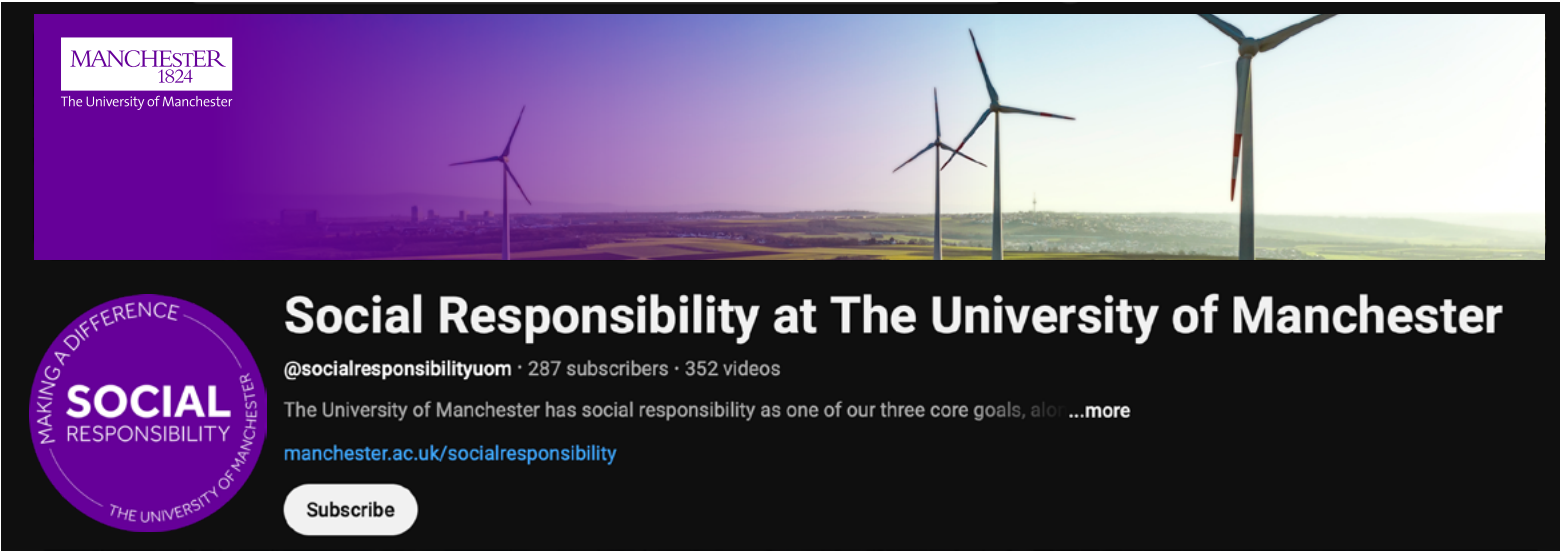 MANCHESTER
1824
The University of Manchester
MAKING A DIFFERENCE
SOCIAL
RESPONSIBILITY
THE UNIVERSITY OF MANCHESTER
Social Responsibility at The University of Manchester
@socialresponsibilityuom · 287 subscribers · 352 videos
The University of Manchester has social responsibility as one of our three core goals, alor ...more
manchester.ac.uk/socialresponsibility
Subscribe